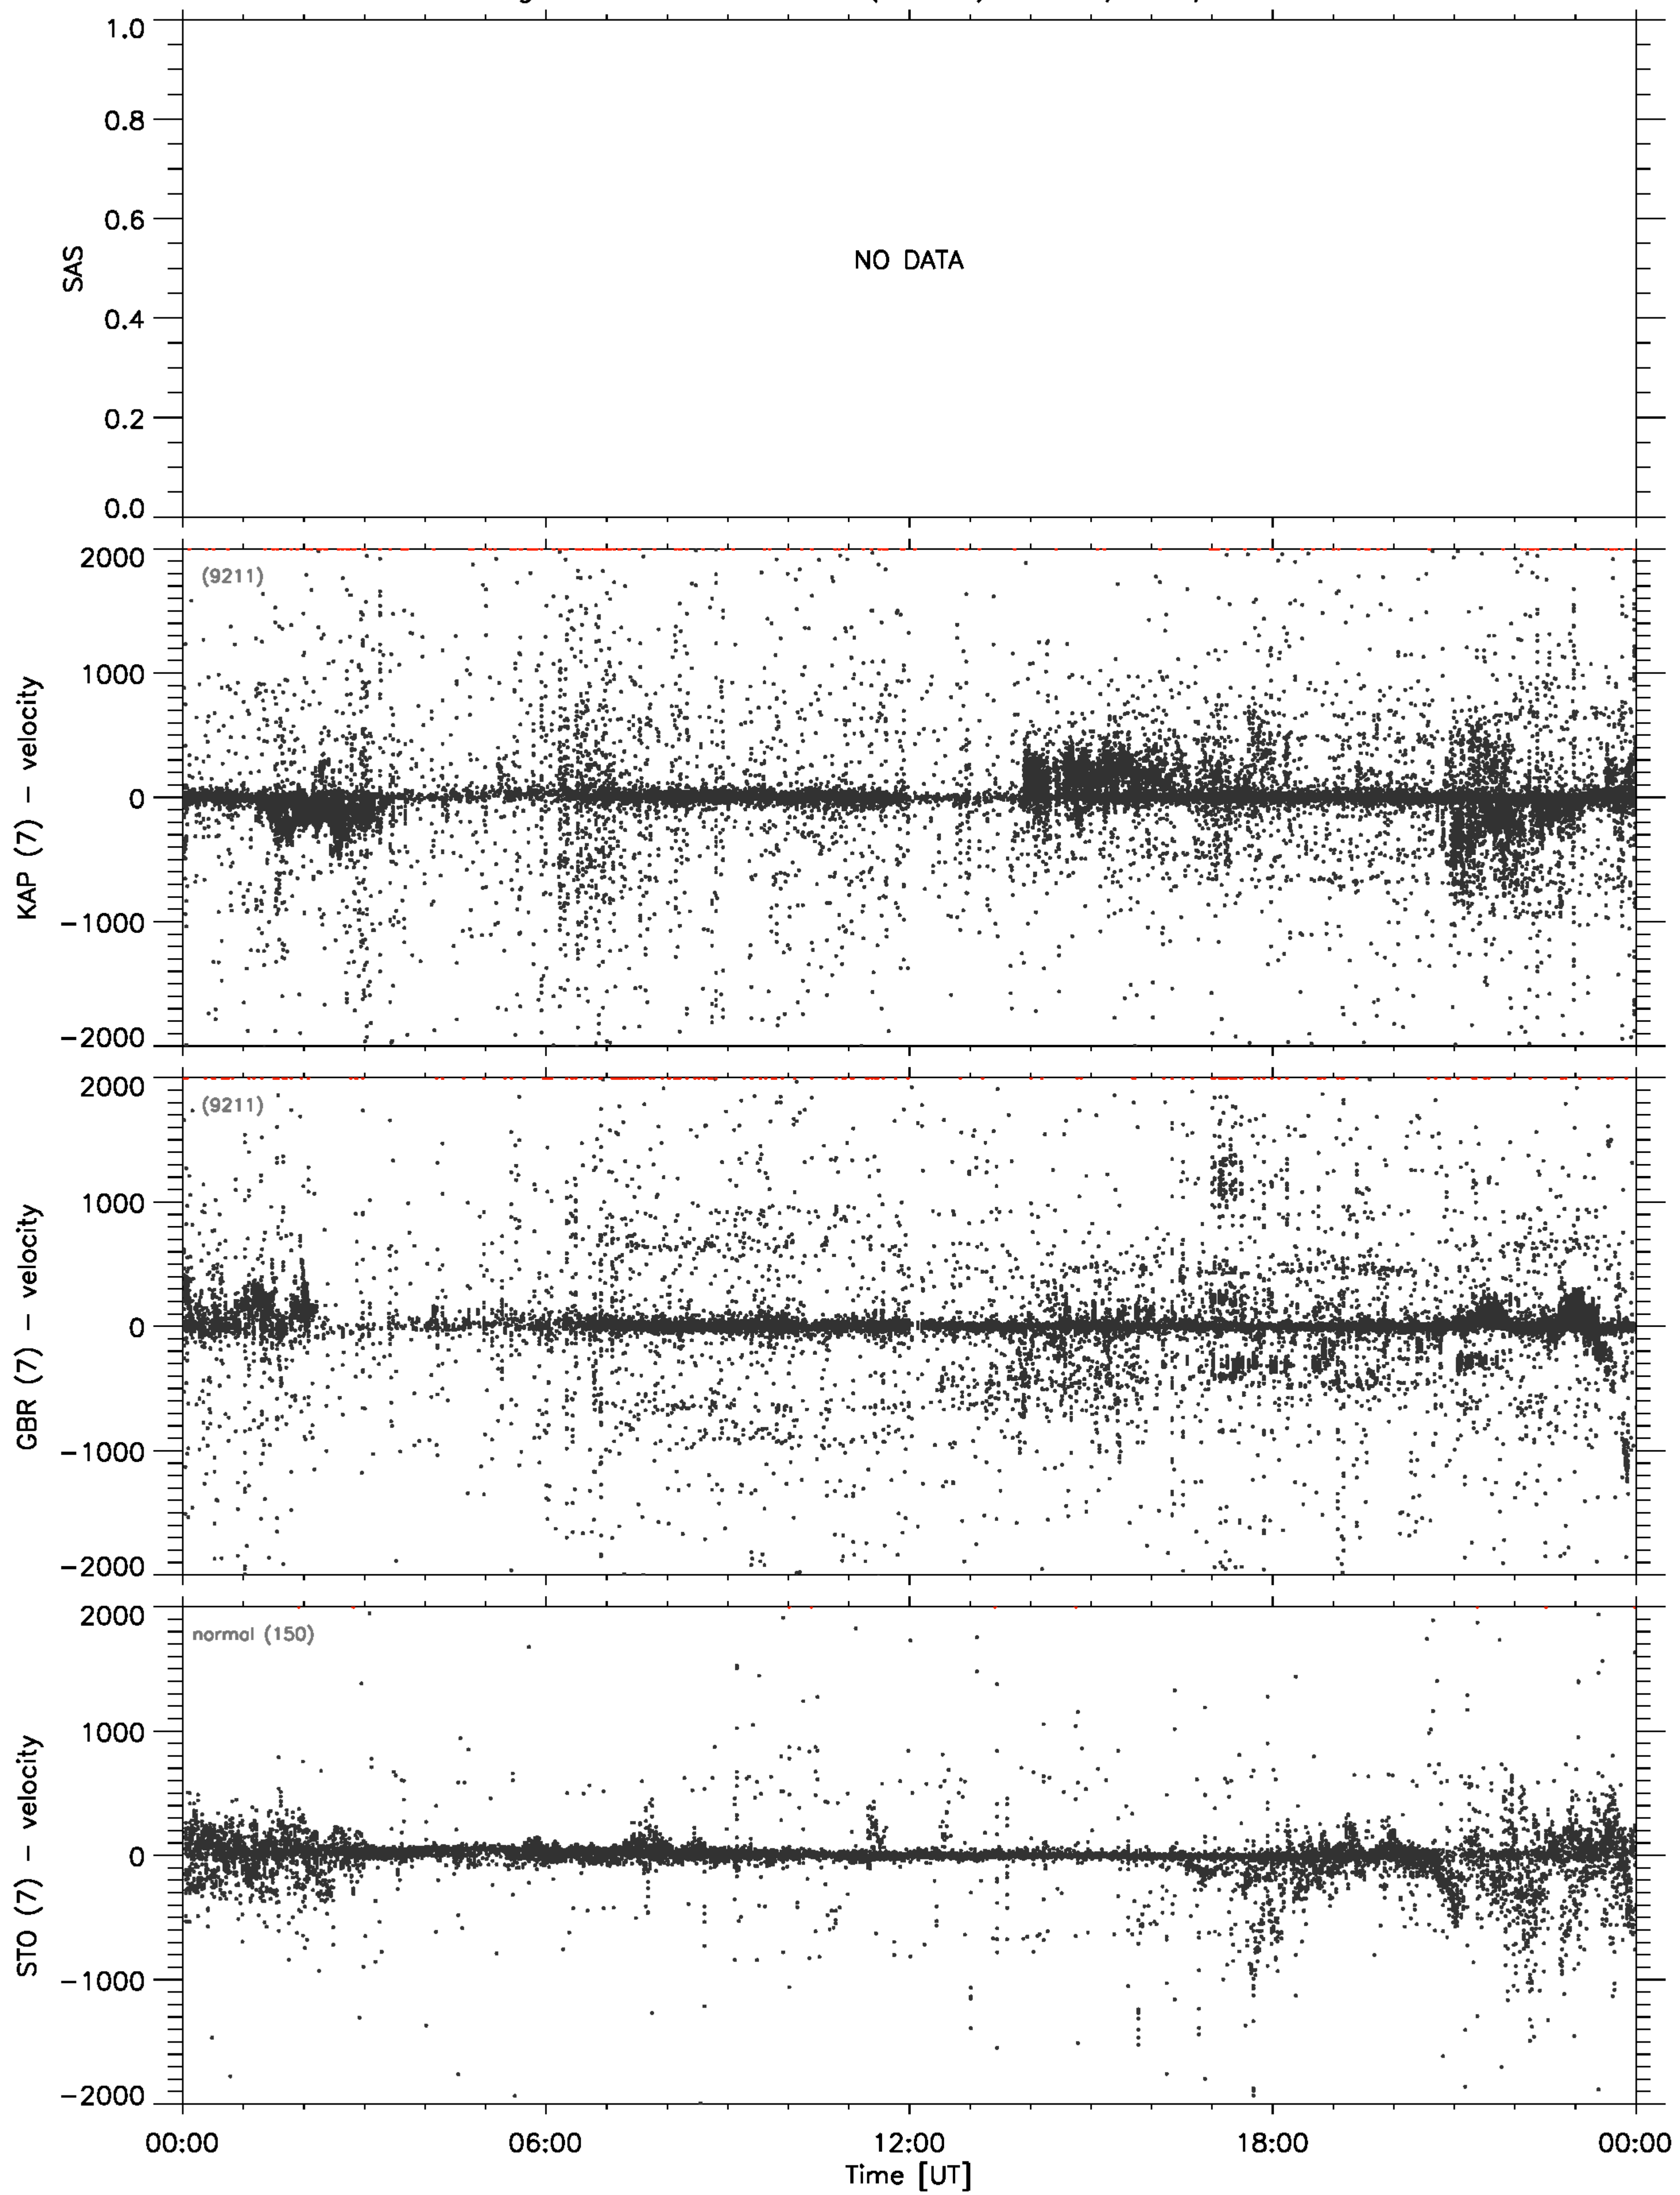 1.0
0.8
0.6
0.4
0.2
0.0
SAS
NO DATA
2000
1000
0
−1000
−2000
KAP (7) − velocity
(9211)
2000
1000
0
−1000
−2000
GBR (7) − velocity
(9211)
2000
1000
0
−1000
−2000
STO (7) − velocity
normal (150)
00:00 06:00 12:00 18:00 00:00
Time [UT]